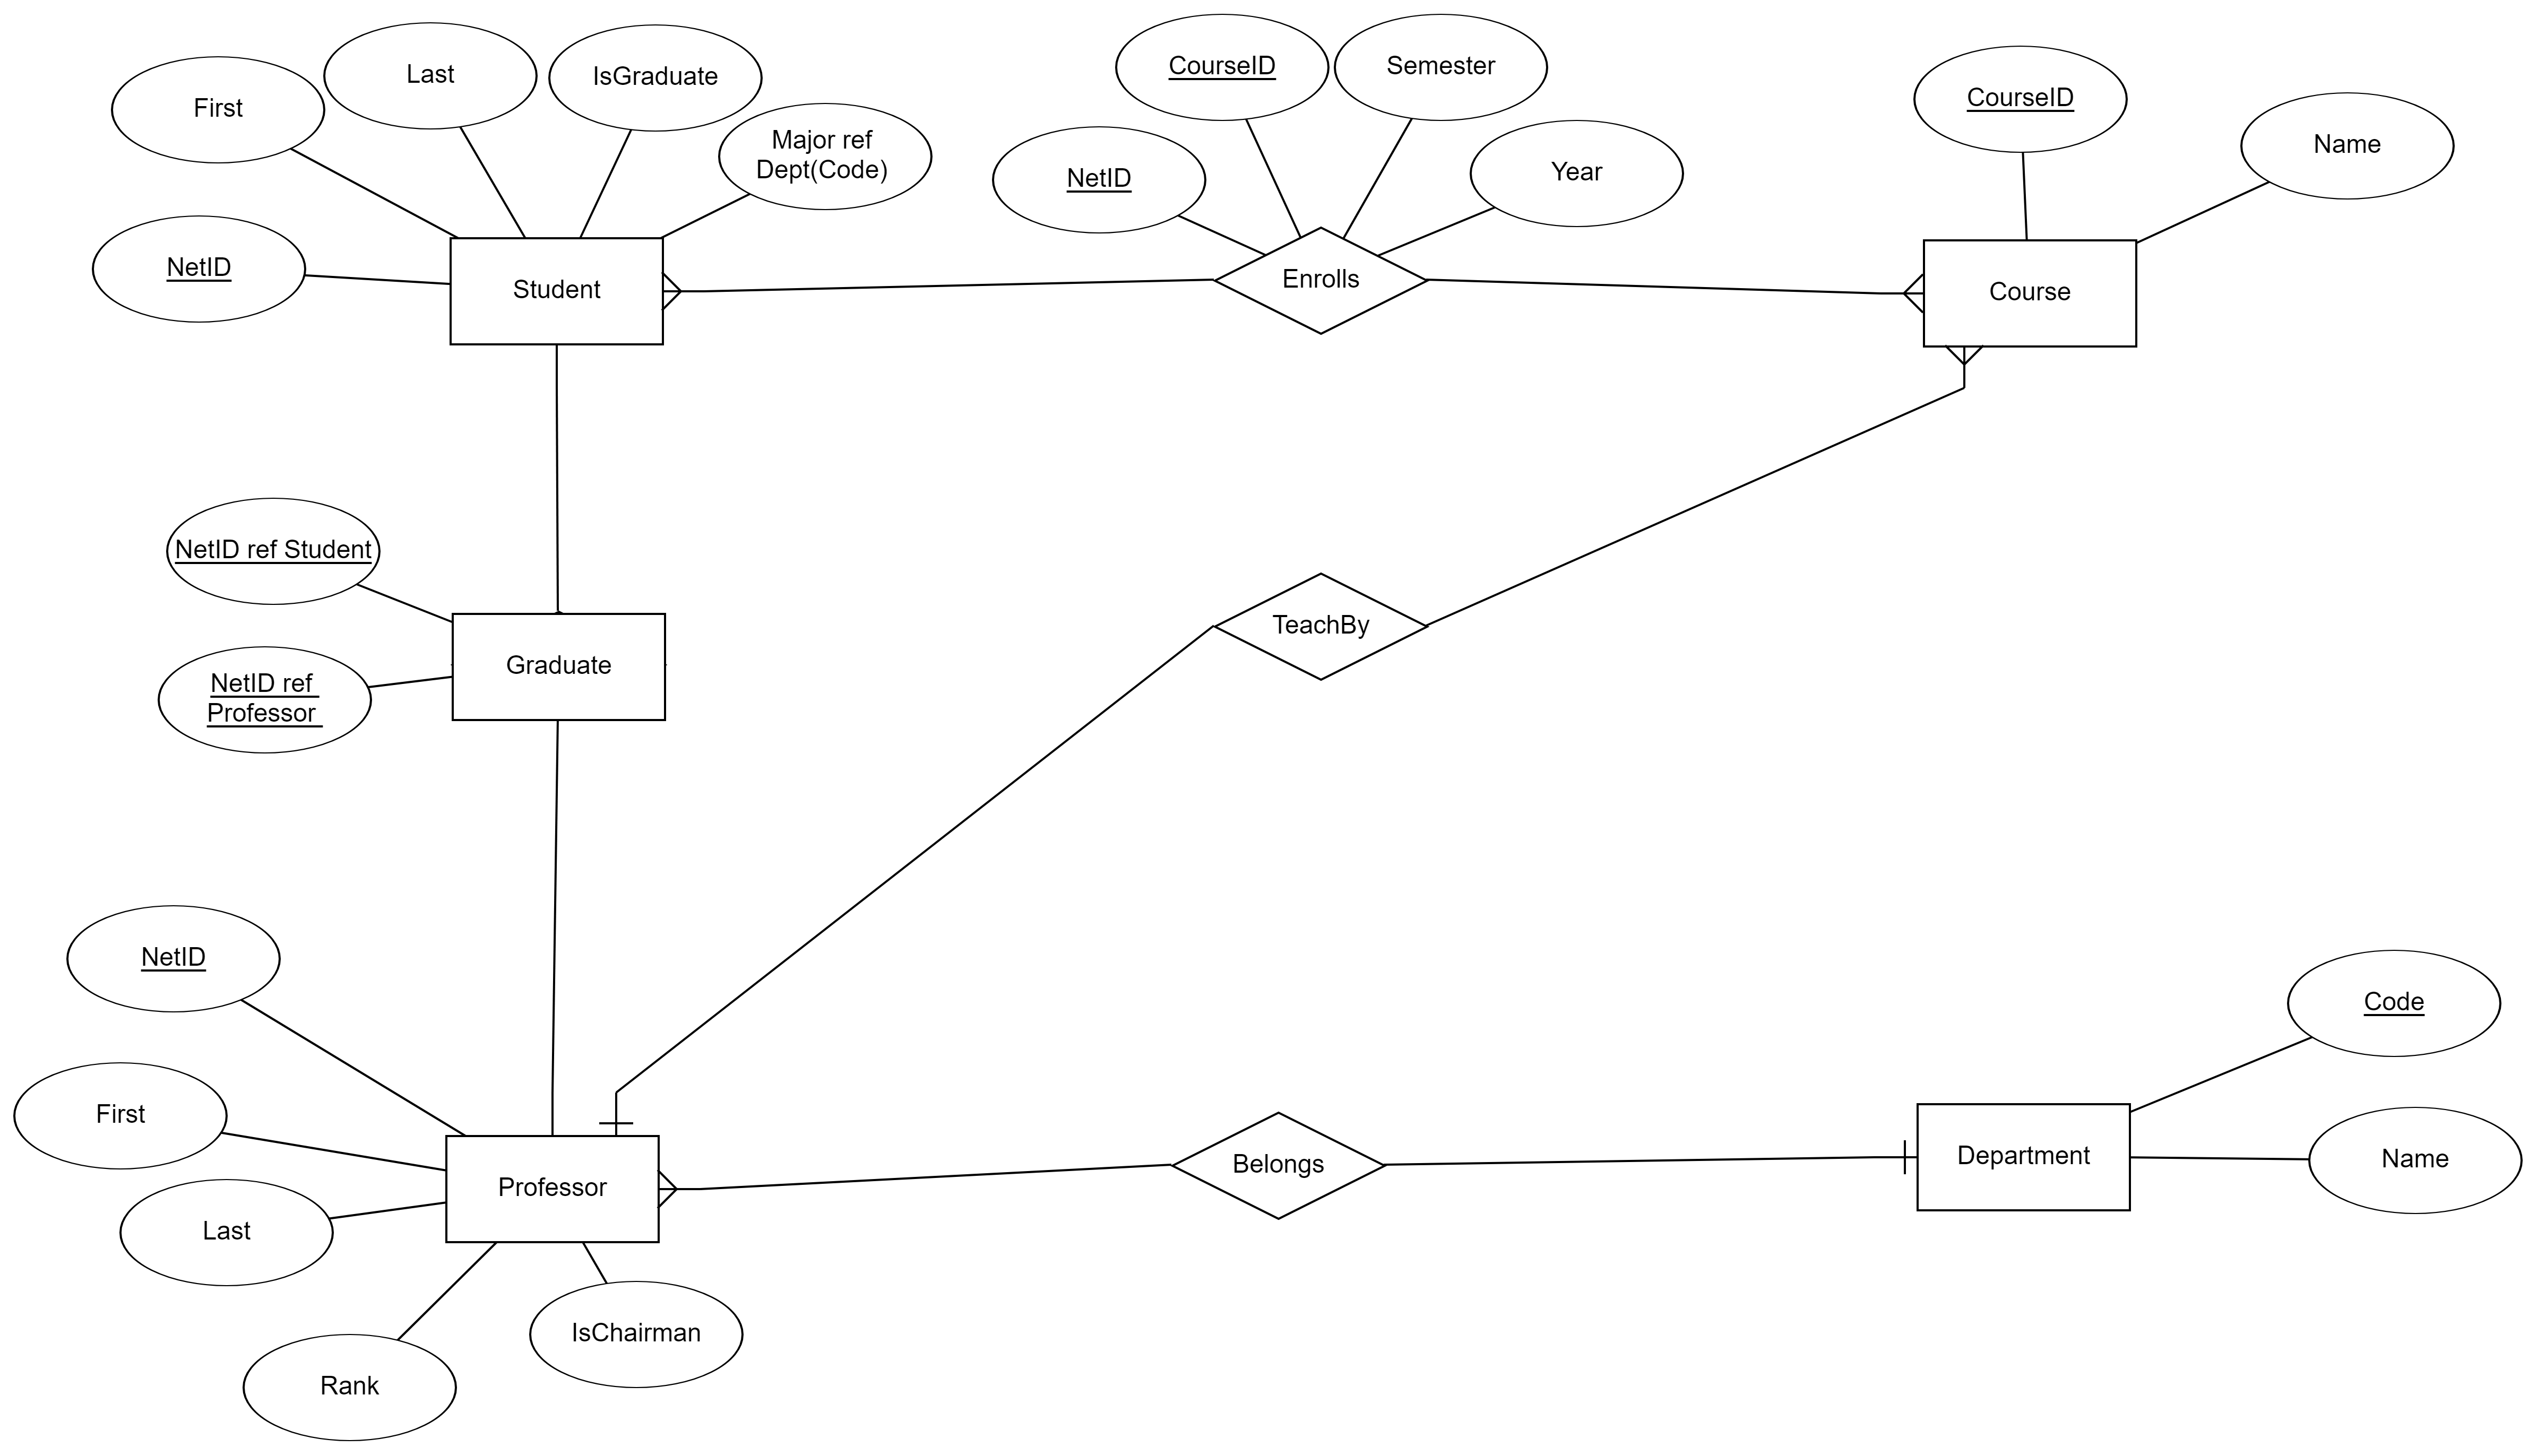 First
Last
IsGraduate
Major ref
Dept(Code)
NetID
Student
NetID
CourseID
Semester
Year
Enrolls
CourseID
Name
Course
NetID ref Student
NetID ref
Professor
Graduate
TeachBy
NetID
First
Last
Rank
IsChairman
Professor
Belongs
Department
Code
Name